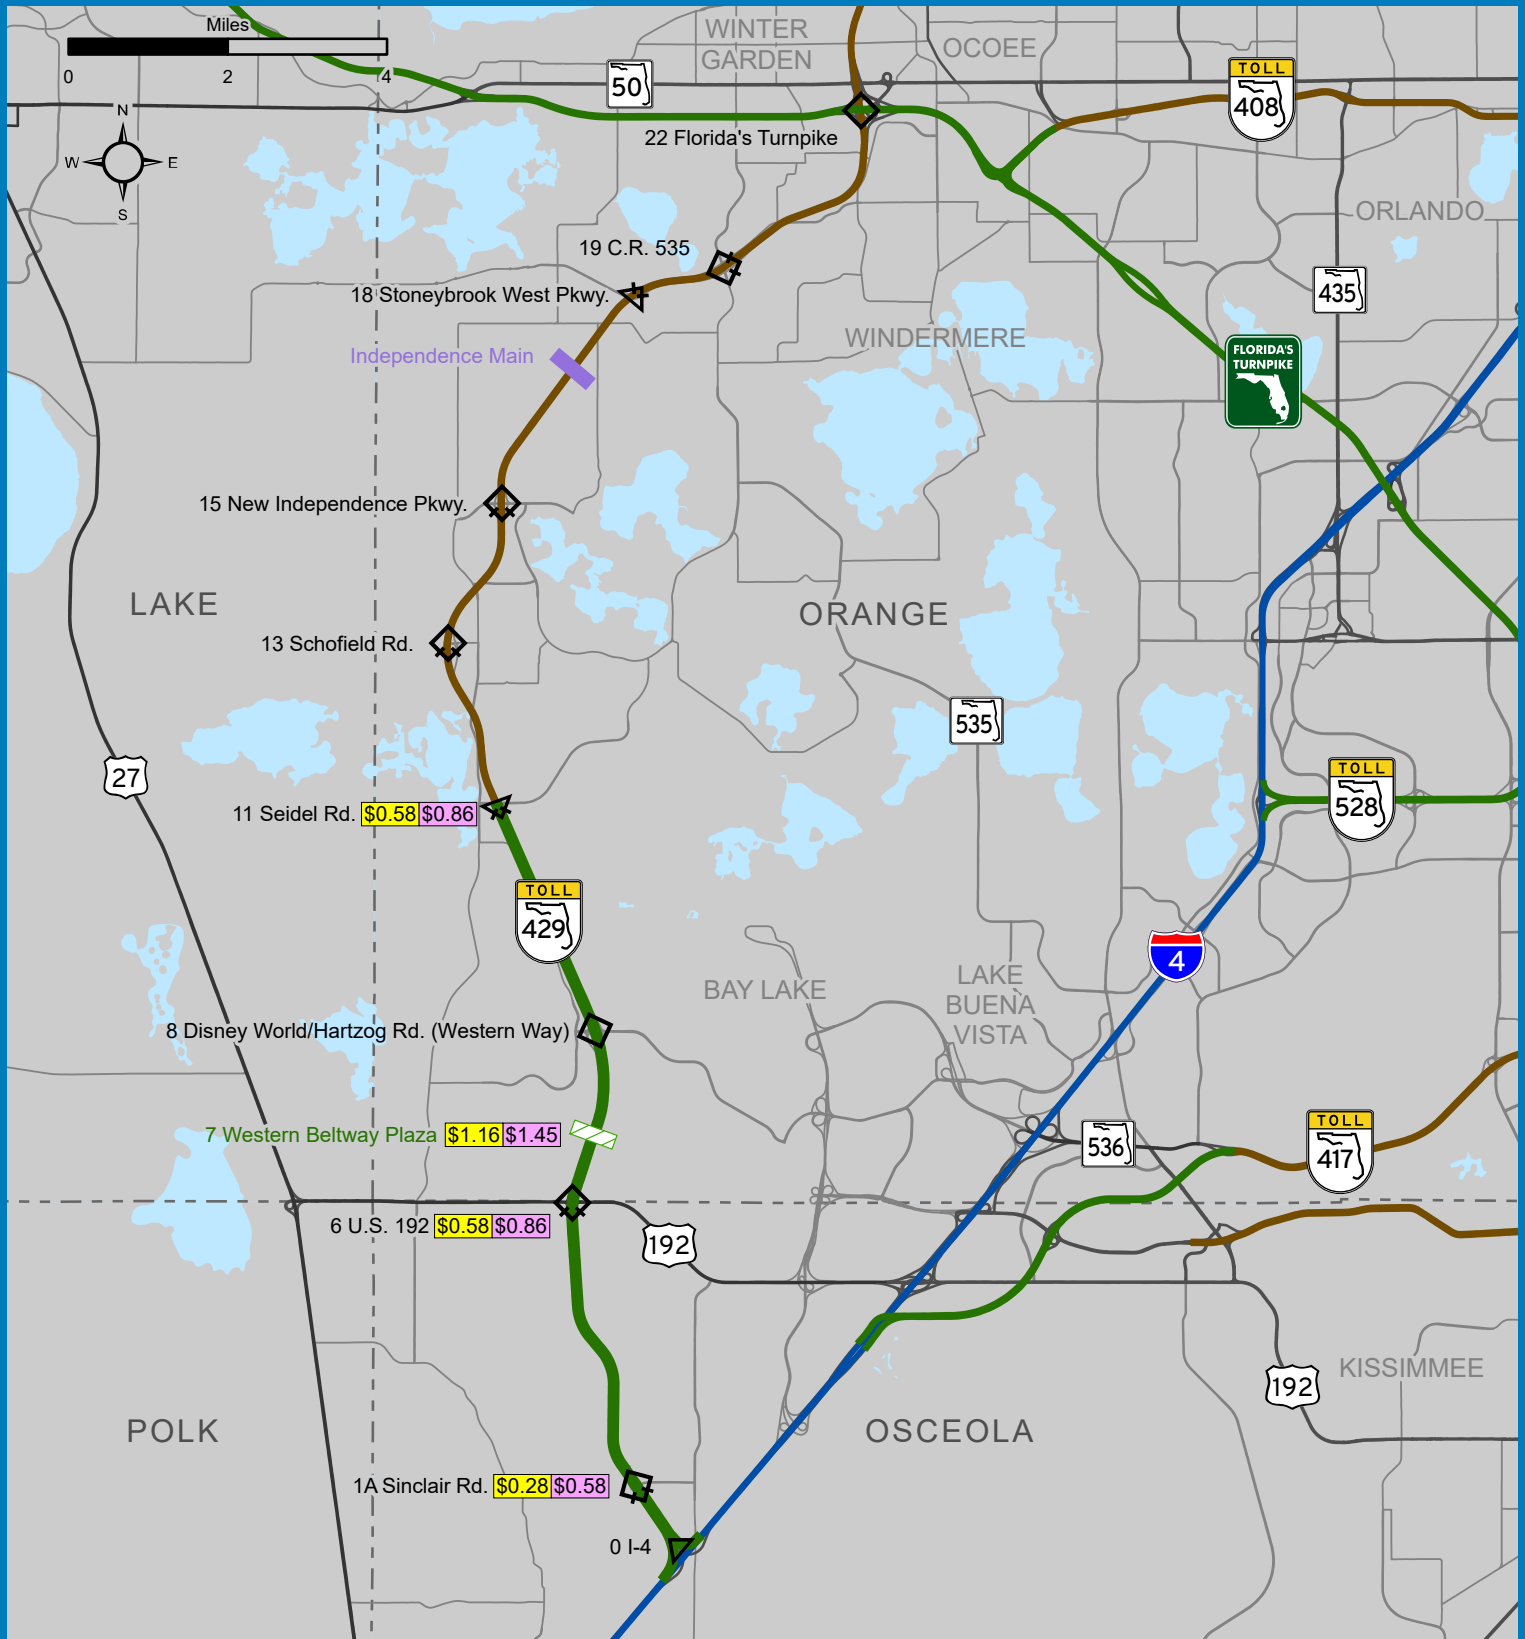 Miles
0
2
4
N
W
E
S
WINTER
GARDEN
OCOEE
50
TOLL
408
22 Florida's Turnpike
ORLANDO
19 C.R. 535
18 Stoneybrook West Pkwy.
435
WINDERMERE
FLORIDA'S
TURNPIKE
Independence Main
15 New Independence Pkwy.
LAKE
ORANGE
13 Schofield Rd.
535
27
TOLL
528
11 Seidel Rd. $0.58 $0.86
TOLL
429
4
BAY LAKE
LAKE
BUENA
VISTA
8 Disney World/Hartzog Rd. (Western Way)
7 Western Beltway Plaza $1.16 $1.45
536
TOLL
417
6 U.S. 192 $0.58 $0.86
192
KISSIMMEE
192
POLK
OSCEOLA
1A Sinclair Rd. $0.28 $0.58
0 I-4